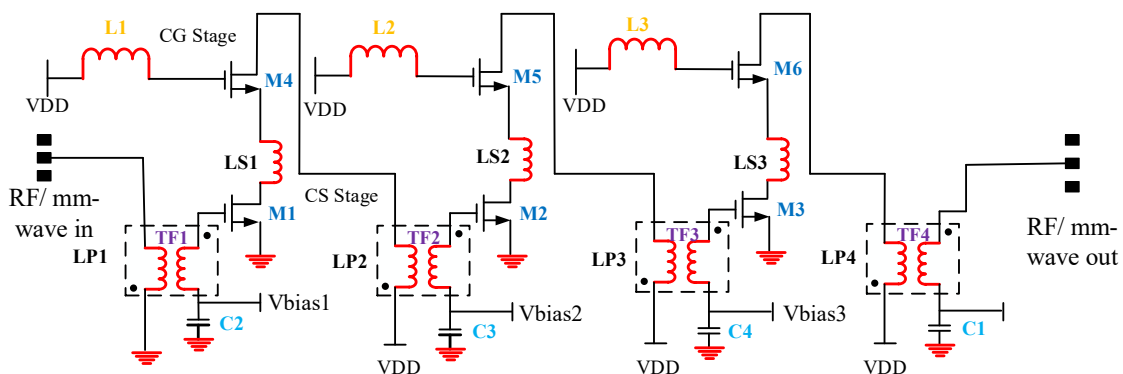 L1
CG Stage
L2
L3
M4
M5
M6
VDD
VDD
VDD
LS1
LS2
LS3
RF/ mm-
wave in
CS Stage
M1
M2
M3
RF/ mm-
wave out
TF1
TF2
TF3
TF4
LP1
LP2
LP3
LP4
Vbias1
Vbias2
Vbias3
C2
C3
C4
C1
VDD
VDD
VDD